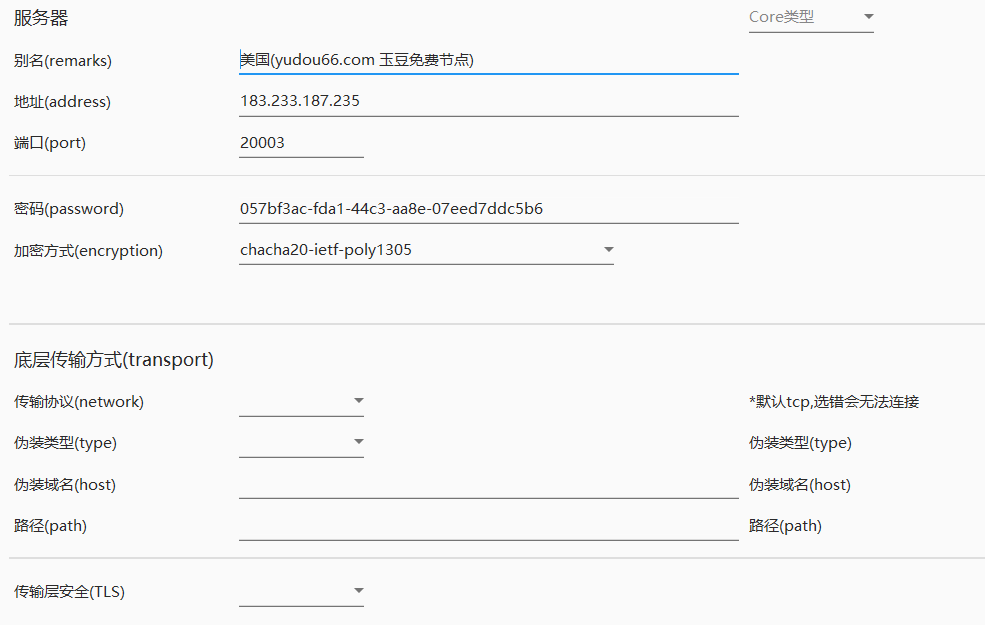 服务器 Core类型
别名(remarks) 美国(yudou66.com 玉豆免费节点)
地址(address) 183.233.187.235
端口(port) 20003
密码(password) 057bf3ac-fda1-44c3-aa8e-07eed7ddc5b6
加密方式(encryption) chacha20-ietf-poly1305
底层传输方式(transport)
传输协议(network) *默认tcp,选错会无法连接
伪装类型(type) 伪装类型(type)
伪装域名(host) 伪装域名(host)
路径(path) 路径(path)
传输层安全(TLS)